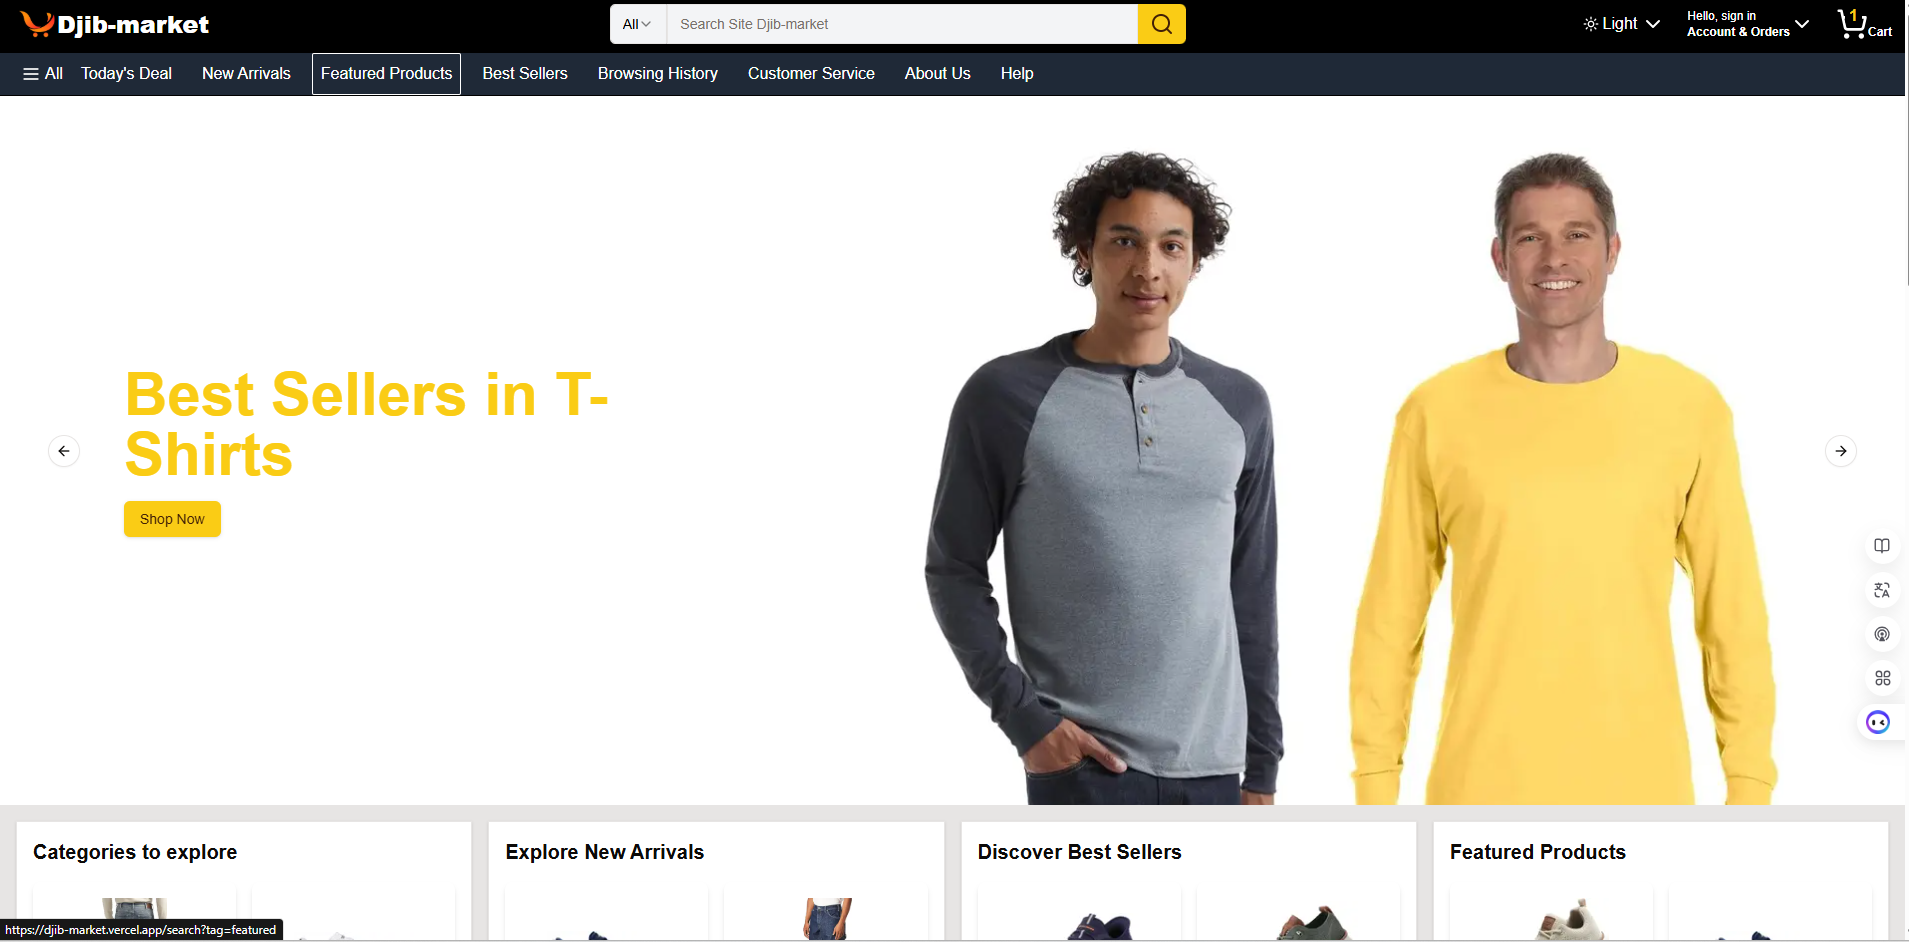 Djib-market
All
Search Site Djib-market
Light
Hello, sign in
Account & Orders
1
Cart
All
Today's Deal
New Arrivals
Featured Products
Best Sellers
Browsing History
Customer Service
About Us
Help
Best Sellers in T-
Shirts
Shop Now
Categories to explore
Explore New Arrivals
Discover Best Sellers
Featured Products
https://djib-market.vercel.app/search?tag=featured